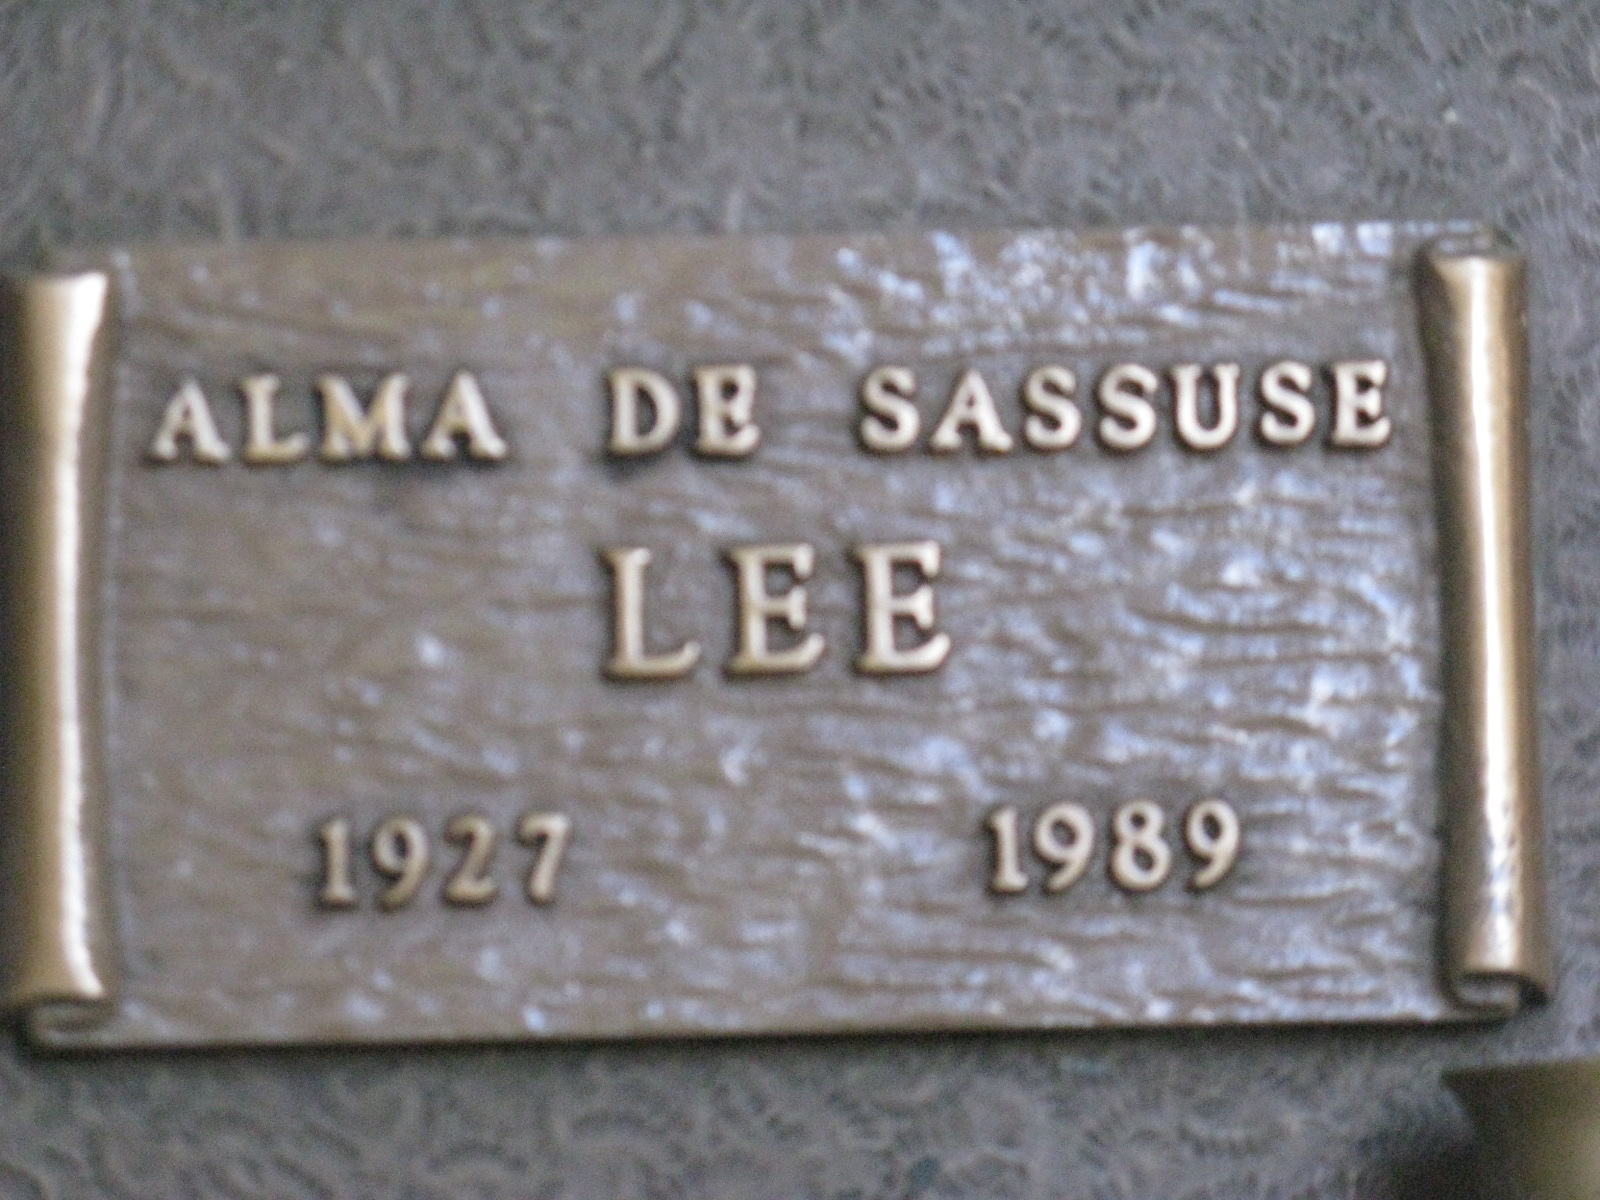 ALMA DE SASSUSE
LEE
1927 1989